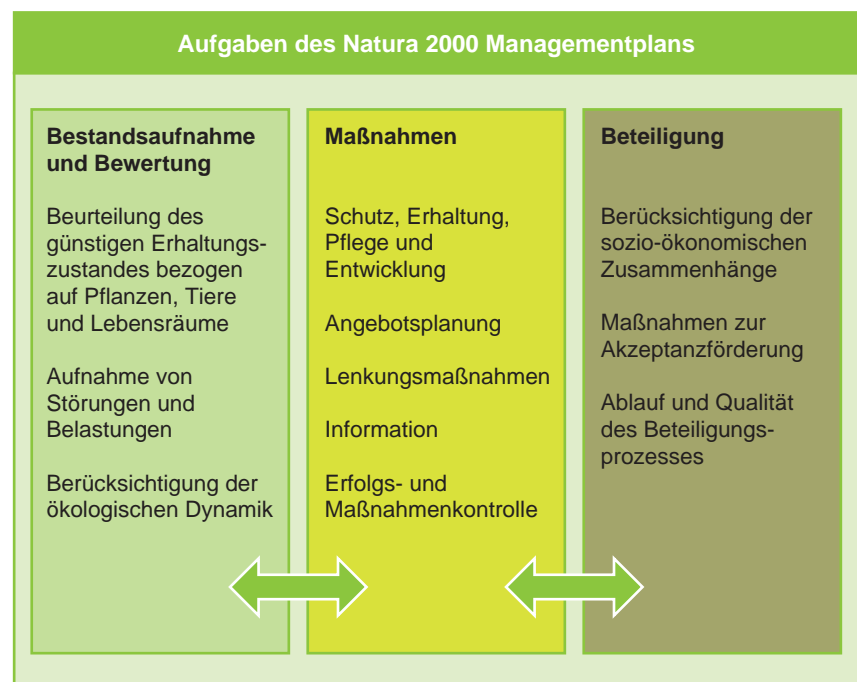 Aufgaben des Natura 2000 Managementplans
Bestandsaufnahme
und Bewertung
Beurteilung des
günstigen Erhaltungs-
zustandes bezogen
auf Pflanzen, Tiere
und Lebensräume
Aufnahme von
Störungen und
Belastungen
Berücksichtigung der
ökologischen Dynamik
Maßnahmen
Schutz, Erhaltung,
Pflege und
Entwicklung
Angebotsplanung
Lenkungsmaßnahmen
Information
Erfolgs- und
Maßnahmenkontrolle
Beteiligung
Berücksichtigung der
sozio-ökonomischen
Zusammenhänge
Maßnahmen zur
Akzeptanzförderung
Ablauf und Qualität
des Beteiligungs-
prozesses